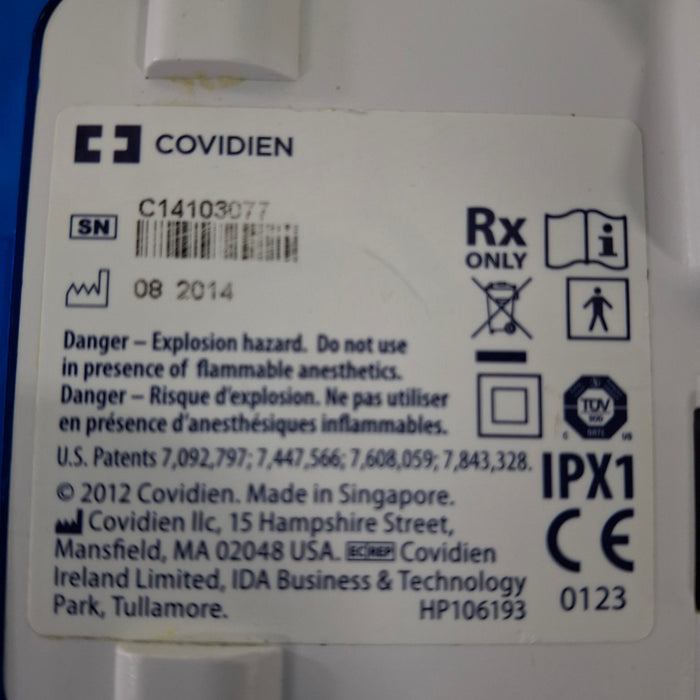 COVIDIEN
SN
C14103077
08 2014
Rx
ONLY
Danger – Explosion hazard. Do not use
in presence of flammable anesthetics.
Danger – Risque d'explosion. Ne pas utiliser
en présence d'anesthésiques inflammables.
TÜV
U.S. Patents 7,092,797; 7,447,566; 7,608,059; 7,843,328.
IPX1
© 2012 Covidien. Made in Singapore.
Covidien llc, 15 Hampshire Street,
Mansfield, MA 02048 USA. EC REP Covidien
Ireland Limited, IDA Business & Technology
Park, Tullamore.
HP106193
CE
0123